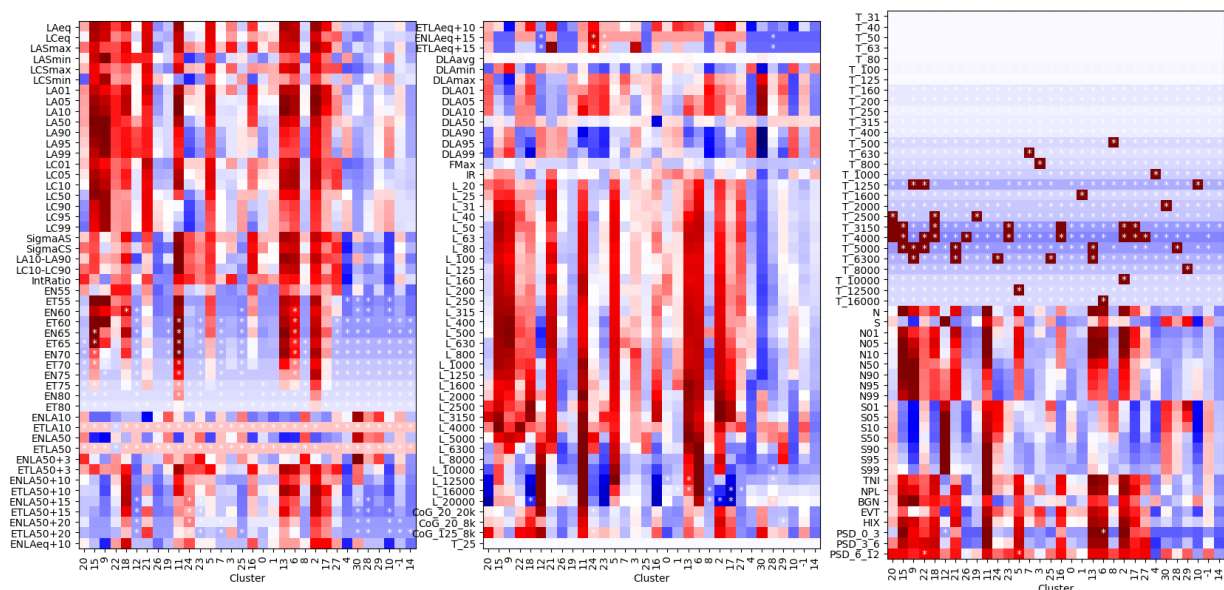 LAeq
LCeq
LASmax
LASmin
LCSmax
LCSmin
LA01
LA05
LA10
LA50
LA90
LA95
LA99
LC01
LC05
LC10
LC50
LC90
LC95
LC99
SigmaAS
SigmaCS
LA10-LA90
LC10-LC90
IntRatio
EN55
ET55
EN60
ET60
EN65
ET65
EN70
ET70
EN75
ET75
EN80
ET80
ENLA10
ETLA10
ENLA50
ETLA50
ENLA50+3
ETLA50+3
ENLA50+10
ETLA50+10
ENLA50+15
ETLA50+15
ENLA50+20
ETLA50+20
ENLAeq+10
20 15 9 22 18 12 21 26 19 11 24 23 5 7 3 25 16 0 1 13 6 8 2 17 27 4 30 28 29 10 -1 14
Cluster
ETLAeq+10
ENLAeq+15
ETLAeq+15
DLAavg
DLAmin
DLAmax
DLA01
DLA05
DLA10
DLA50
DLA90
DLA95
DLA99
FMax
IR
L_20
L_25
L_31
L_40
L_50
L_63
L_80
L_100
L_125
L_160
L_200
L_250
L_315
L_400
L_500
L_630
L_800
L_1000
L_1250
L_1600
L_2000
L_2500
L_3150
L_4000
L_5000
L_6300
L_8000
L_10000
L_12500
L_16000
L_20000
CoG_20_20k
CoG_20_8k
CoG_125_8k
T_25
20 15 9 22 18 12 21 26 19 11 24 23 5 7 3 25 16 0 1 13 6 8 2 17 27 4 30 28 29 10 -1 14
Cluster
T_31
T_40
T_50
T_63
T_80
T_100
T_125
T_160
T_200
T_250
T_315
T_400
T_500
T_630
T_800
T_1000
T_1250
T_1600
T_2000
T_2500
T_3150
T_4000
T_5000
T_6300
T_8000
T_10000
T_12500
T_16000
N
S
N01
N05
N10
N50
N90
N95
N99
S01
S05
S10
S50
S90
S95
S99
TNI
NPL
BGN
EVT
HIX
PSD_0_3
PSD_3_6
PSD_6_12
20 15 9 22 18 12 21 26 19 11 24 23 5 7 3 25 16 0 1 13 6 8 2 17 27 4 30 28 29 10 -1 14
Cluster